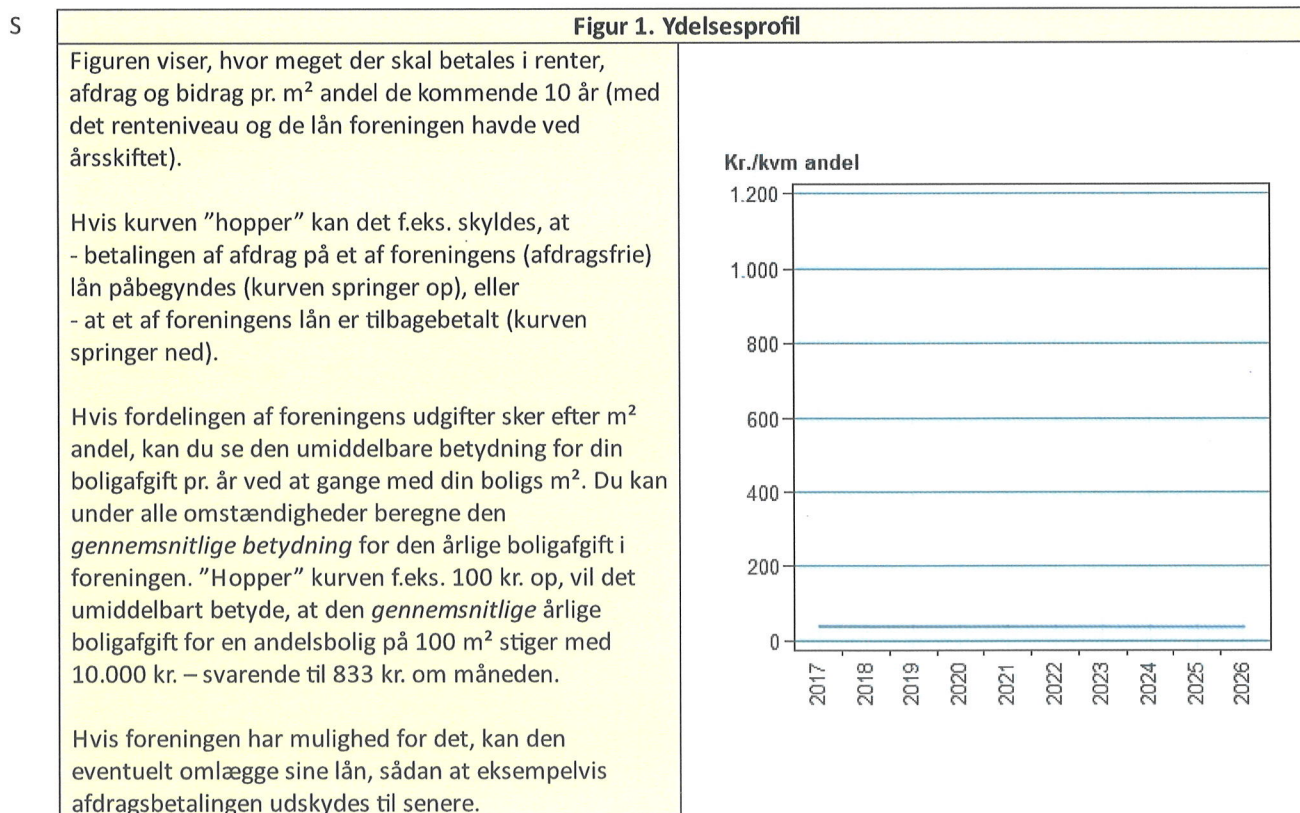 S
Figur 1. Ydelsesprofil
Figuren viser, hvor meget der skal betales i renter,
afdrag og bidrag pr. m² andel de kommende 10 år (med
det renteniveau og de lån foreningen havde ved
årsskiftet).
Hvis kurven ”hopper” kan det f.eks. skyldes, at
- betalingen af afdrag på et af foreningens (afdragsfrie)
lån påbegyndes (kurven springer op), eller
- at et af foreningens lån er tilbagebetalt (kurven
springer ned).
Hvis fordelingen af foreningens udgifter sker efter m²
andel, kan du se den umiddelbare betydning for din
boligafgift pr. år ved at gange med din boligs m². Du kan
under alle omstændigheder beregne den
gennemsnitlige betydning for den årlige boligafgift i
foreningen. ”Hopper” kurven f.eks. 100 kr. op, vil det
umiddelbart betyde, at den gennemsnitlige årlige
boligafgift for en andelsbolig på 100 m² stiger med
10.000 kr. – svarende til 833 kr. om måneden.
Hvis foreningen har mulighed for det, kan den
eventuelt omlægge sine lån, sådan at eksempelvis
afdragsbetalingen udskydes til senere.
Kr./kvm andel
1.200
1.000
800
600
400
200
0
2017
2018
2019
2020
2021
2022
2023
2024
2025
2026